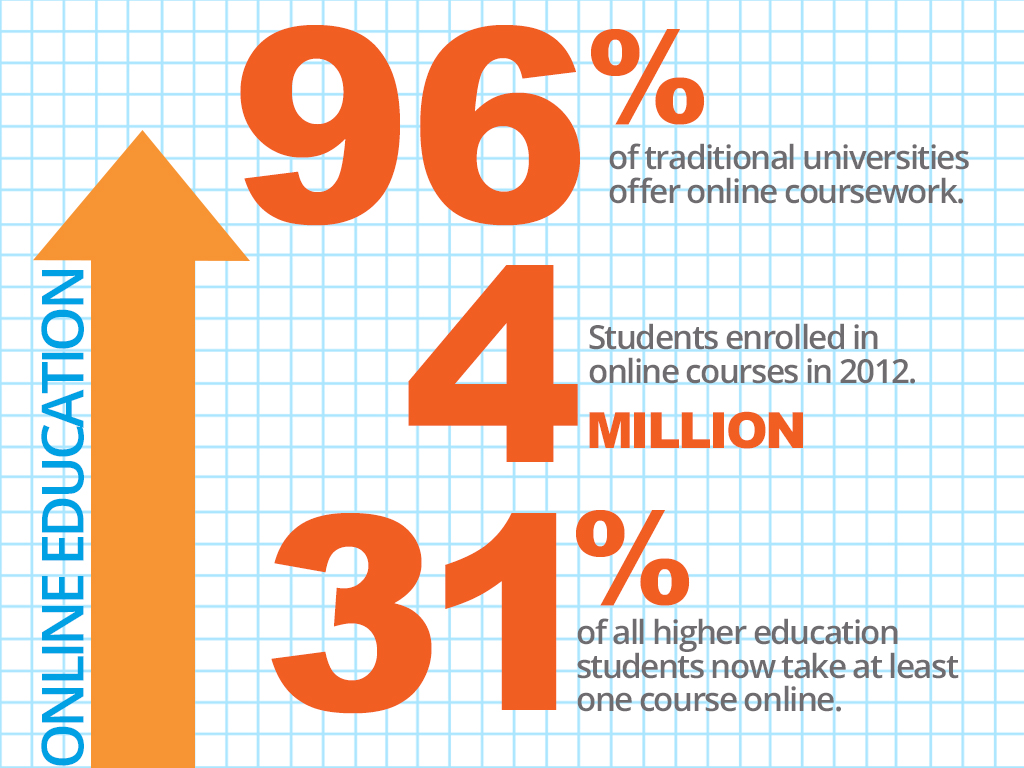 96%
of traditional universities
offer online coursework.
4
Students enrolled in
online courses in 2012.
MILLION
31%
of all higher education
students now take at least
one course online.
ONLINE EDUCATION